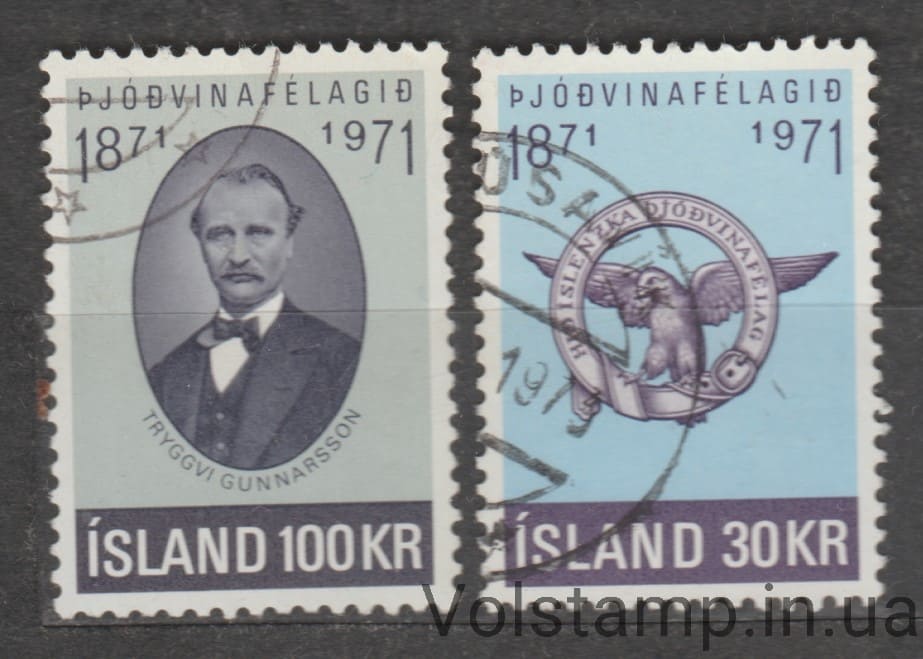 ÞJÓÐVINAFÉLAGIÐ
1871 1971
TRYGGVI GUNNARSSON
ÍSLAND 100KR
ÞJÓÐVINAFÉLAGIÐ
1871 1971
HIÐ ÍSLENZKA ÞJÓÐVINAFÉLAG
ÍSLAND 30KR
Volstamp.in.ua